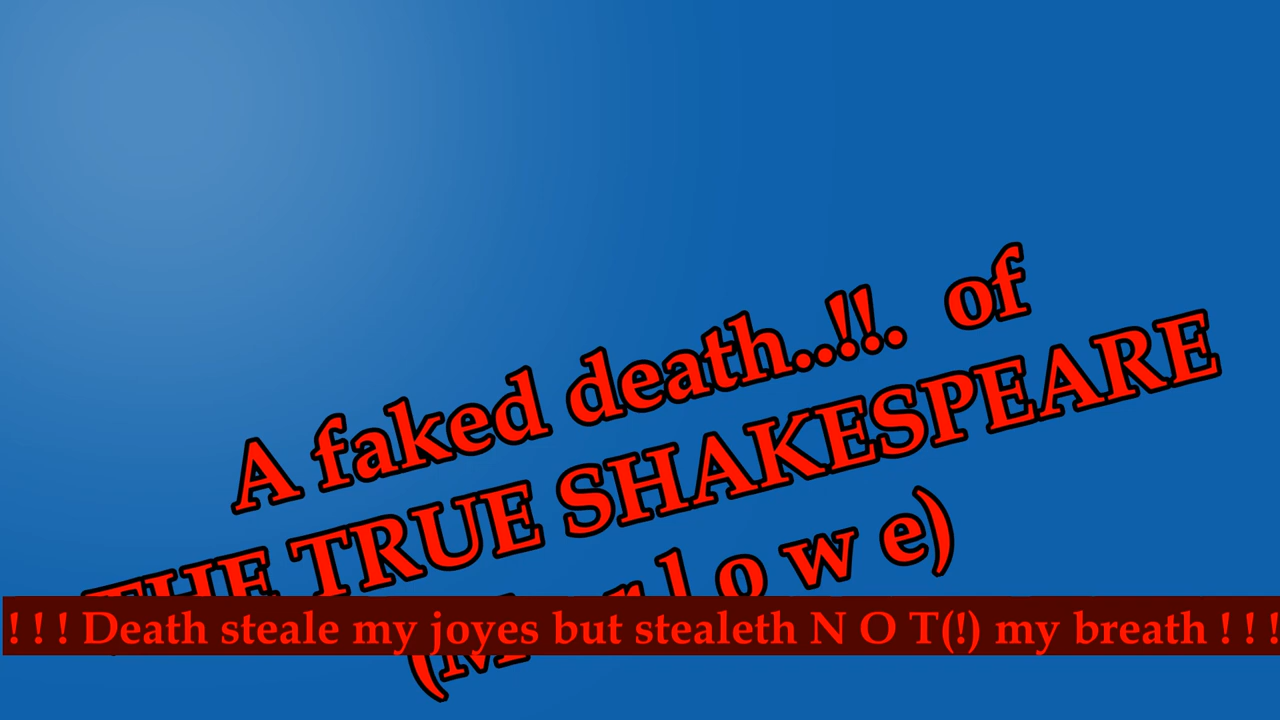 A faked death..!!. of
THE TRUE SHAKESPEARE
(M a r l o w e)
! ! ! Death steale my joyes but stealeth N O T(!) my breath ! ! !